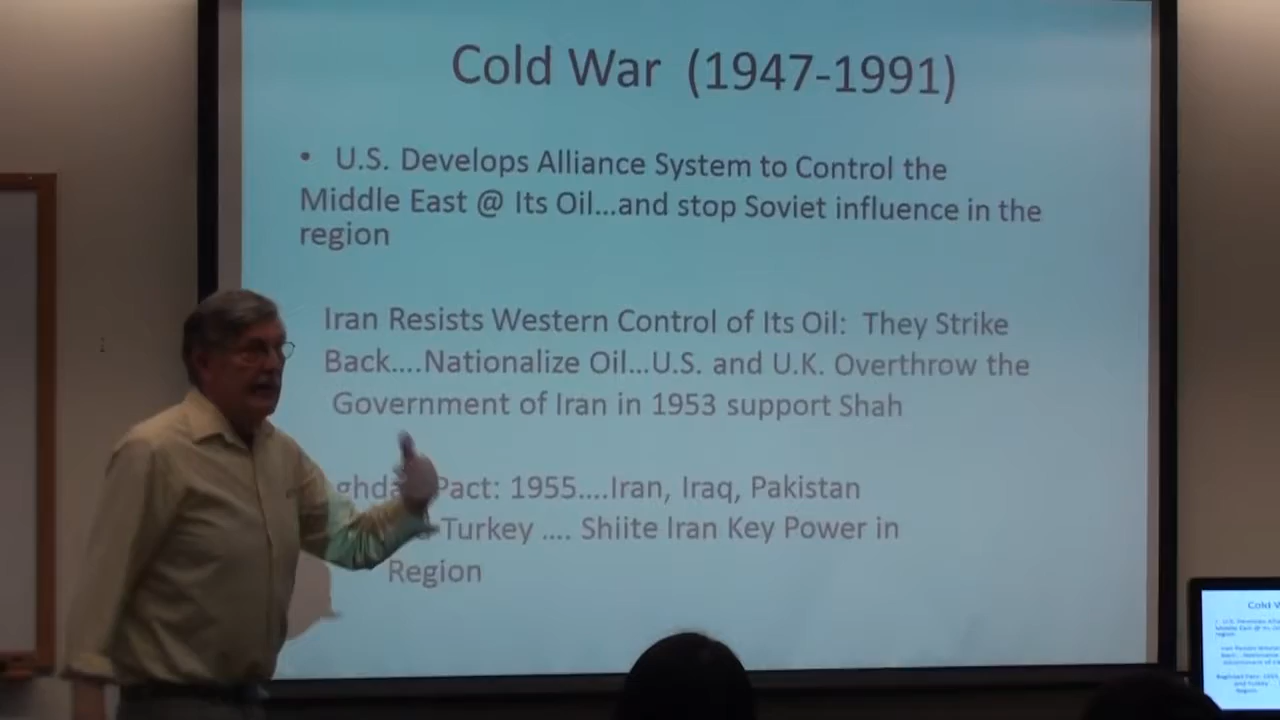 Cold War (1947-1991)
• U.S. Develops Alliance System to Control the
Middle East @ Its Oil...and stop Soviet influence in the
region
Iran Resists Western Control of Its Oil: They Strike
Back....Nationalize Oil...U.S. and U.K. Overthrow the
Government of Iran in 1953 support Shah
Pact: 1955....Iran, Iraq, Pakistan
Turkey .... Shiite Iran Key Power in
Region